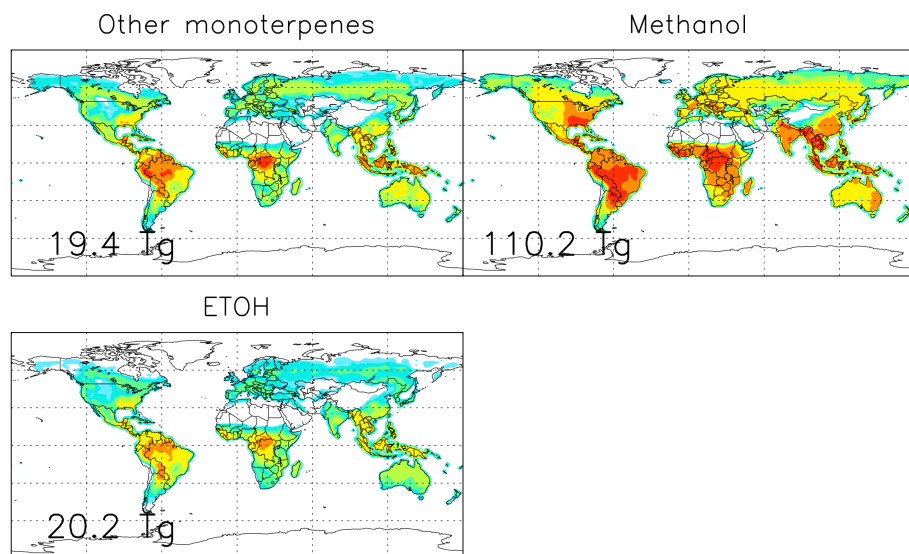 Other monoterpenes
Methanol
19.4 Tg
110.2 Tg
ETOH
20.2 Tg